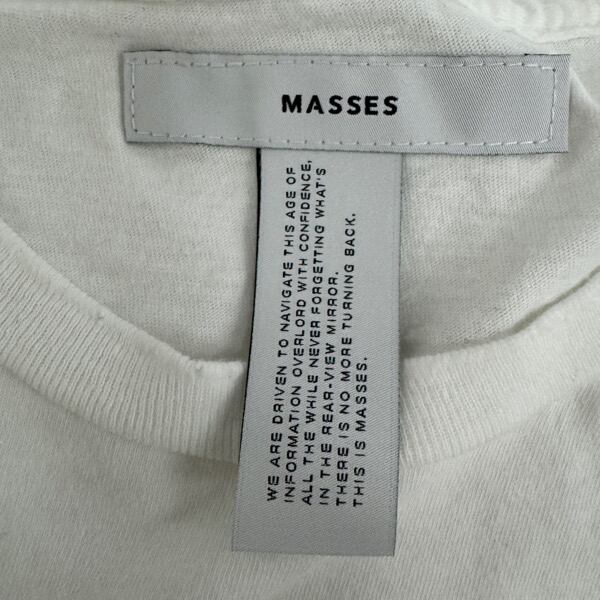 MASSES
WE ARE DRIVEN TO NAVIGATE THIS AGE OF
INFORMATION OVERLORD WITH CONFIDENCE,
ALL THE WHILE NEVER FORGETTING WHAT'S
IN THE REAR-VIEW MIRROR.
THERE IS NO MORE TURNING BACK.
THIS IS MASSES.